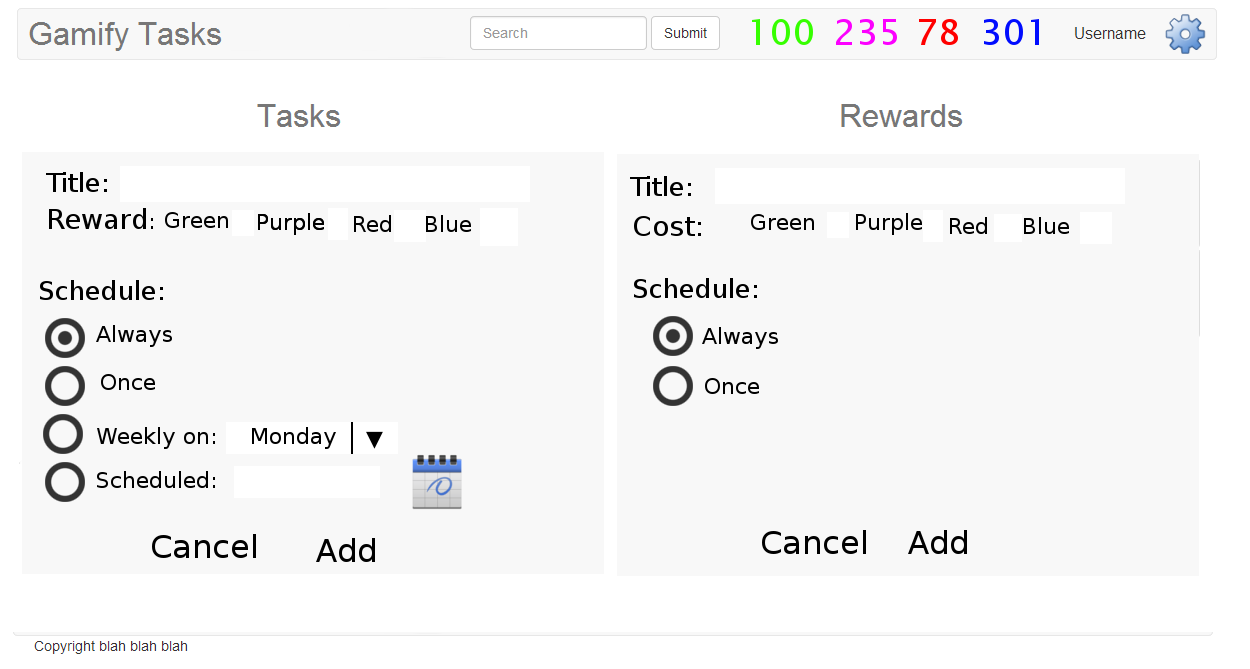 Gamify Tasks Search Submit 100 235 78 301 Username
Tasks
Title:
Reward: Green Purple Red Blue
Schedule:
Always
Once
Weekly on: Monday ▼
Scheduled:
Cancel Add
Rewards
Title:
Cost: Green Purple Red Blue
Schedule:
Always
Once
Cancel Add
Copyright blah blah blah